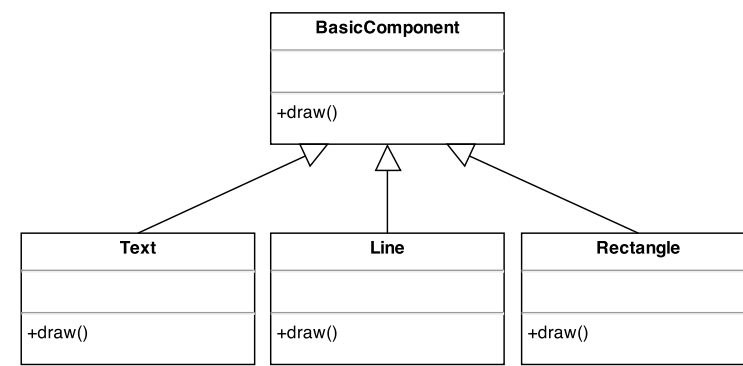 BasicComponent
+draw()
Text
Line
Rectangle
+draw()
+draw()
+draw()